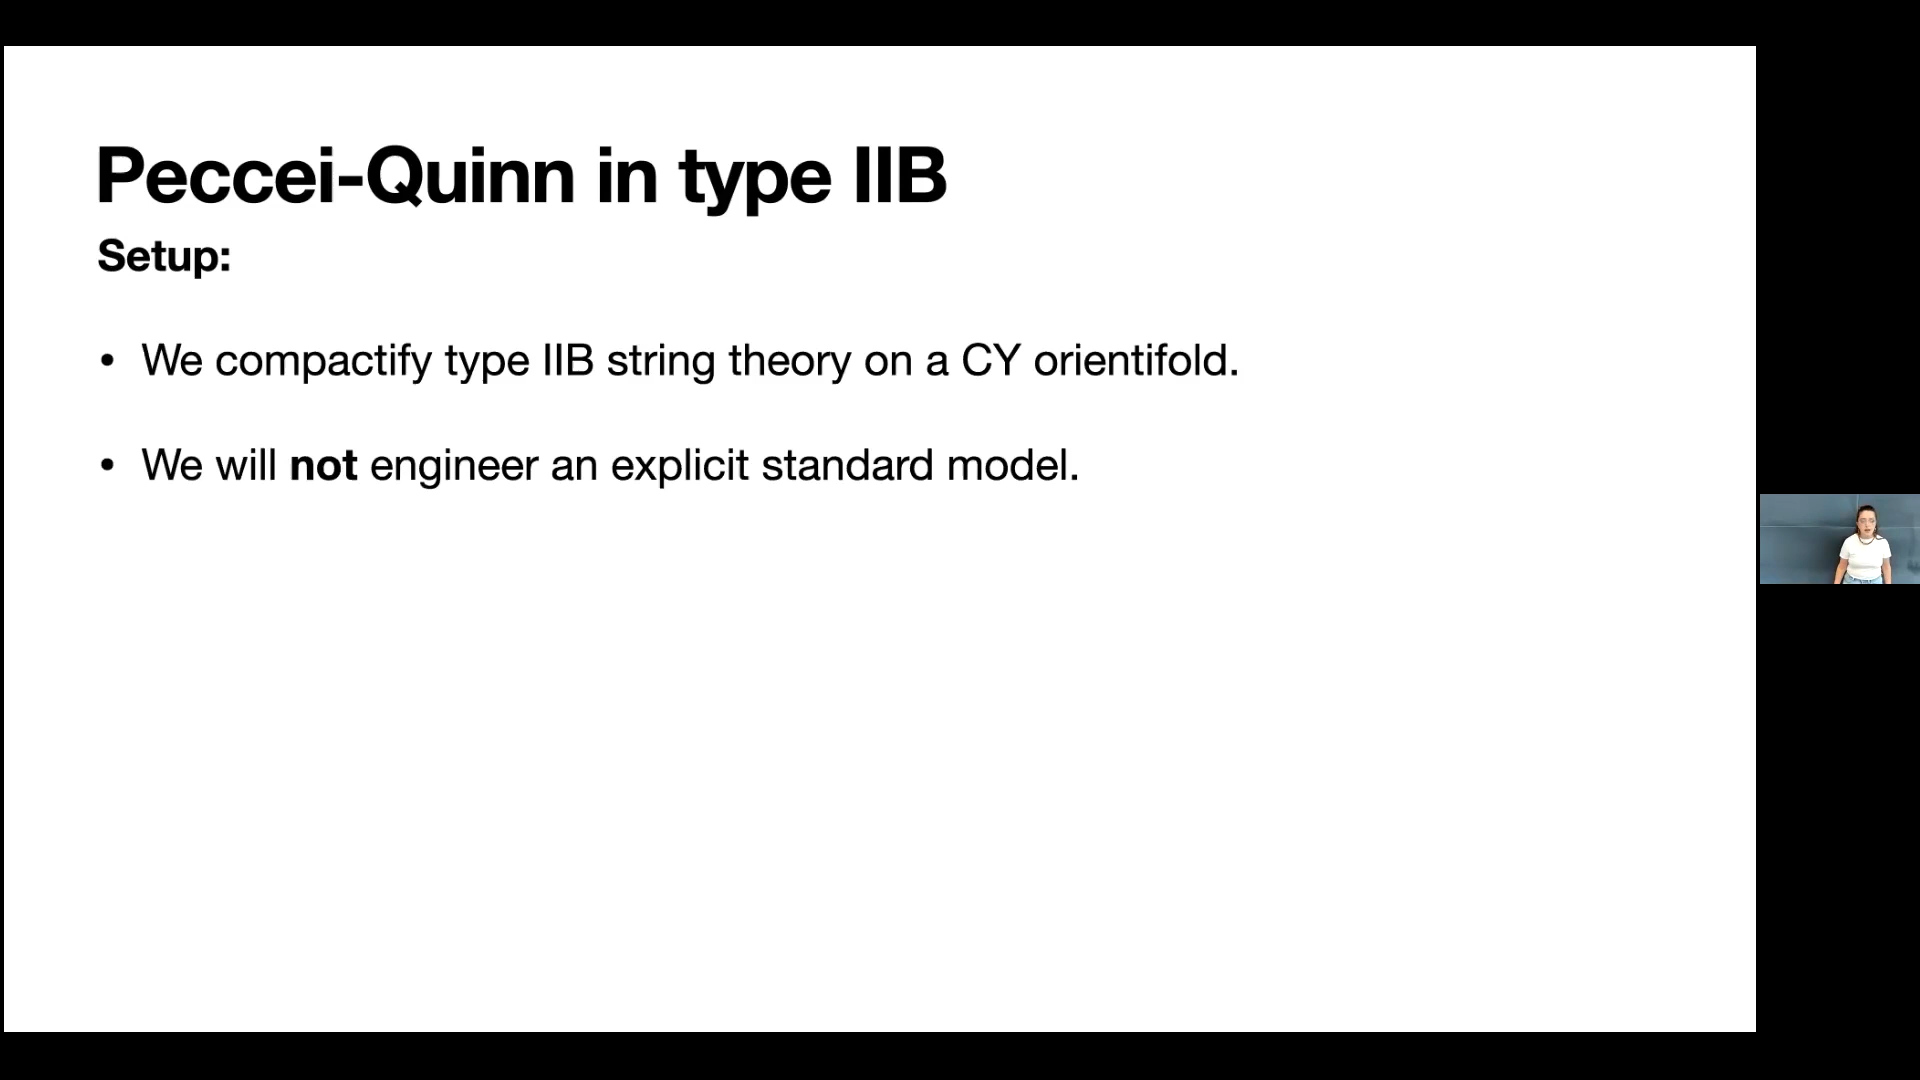 Peccei-Quinn in type IIB
Setup:
• We compactify type IIB string theory on a CY orientifold.
• We will not engineer an explicit standard model.